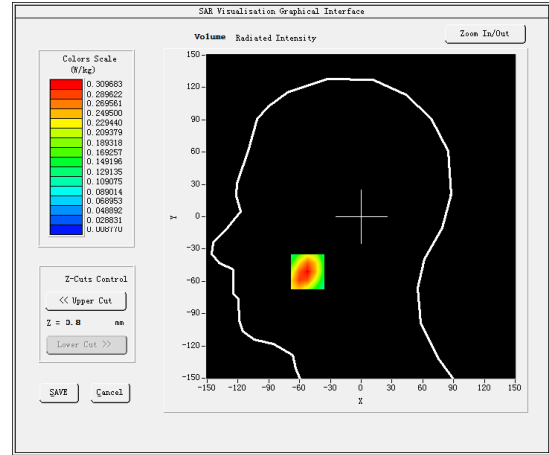 SAR Visualisation Graphical Interface
Volume Radiated Intensity
Zoom In/Out
Colors Scale
(W/kg)
0.309683
0.289622
0.269561
0.249500
0.229440
0.209379
0.189318
0.169257
0.149196
0.129135
0.109075
0.089014
0.068953
0.048892
0.028831
0.008770
Z-Cuts Control
<< Upper Cut
Z = 0.8 mm
Lower Cut >>
SAVE Cancel
150
120
90
60
30
0
-30
-60
-90
-120
-150
Y
-150 -120 -90 -60 -30 0 30 60 90 120 150
X